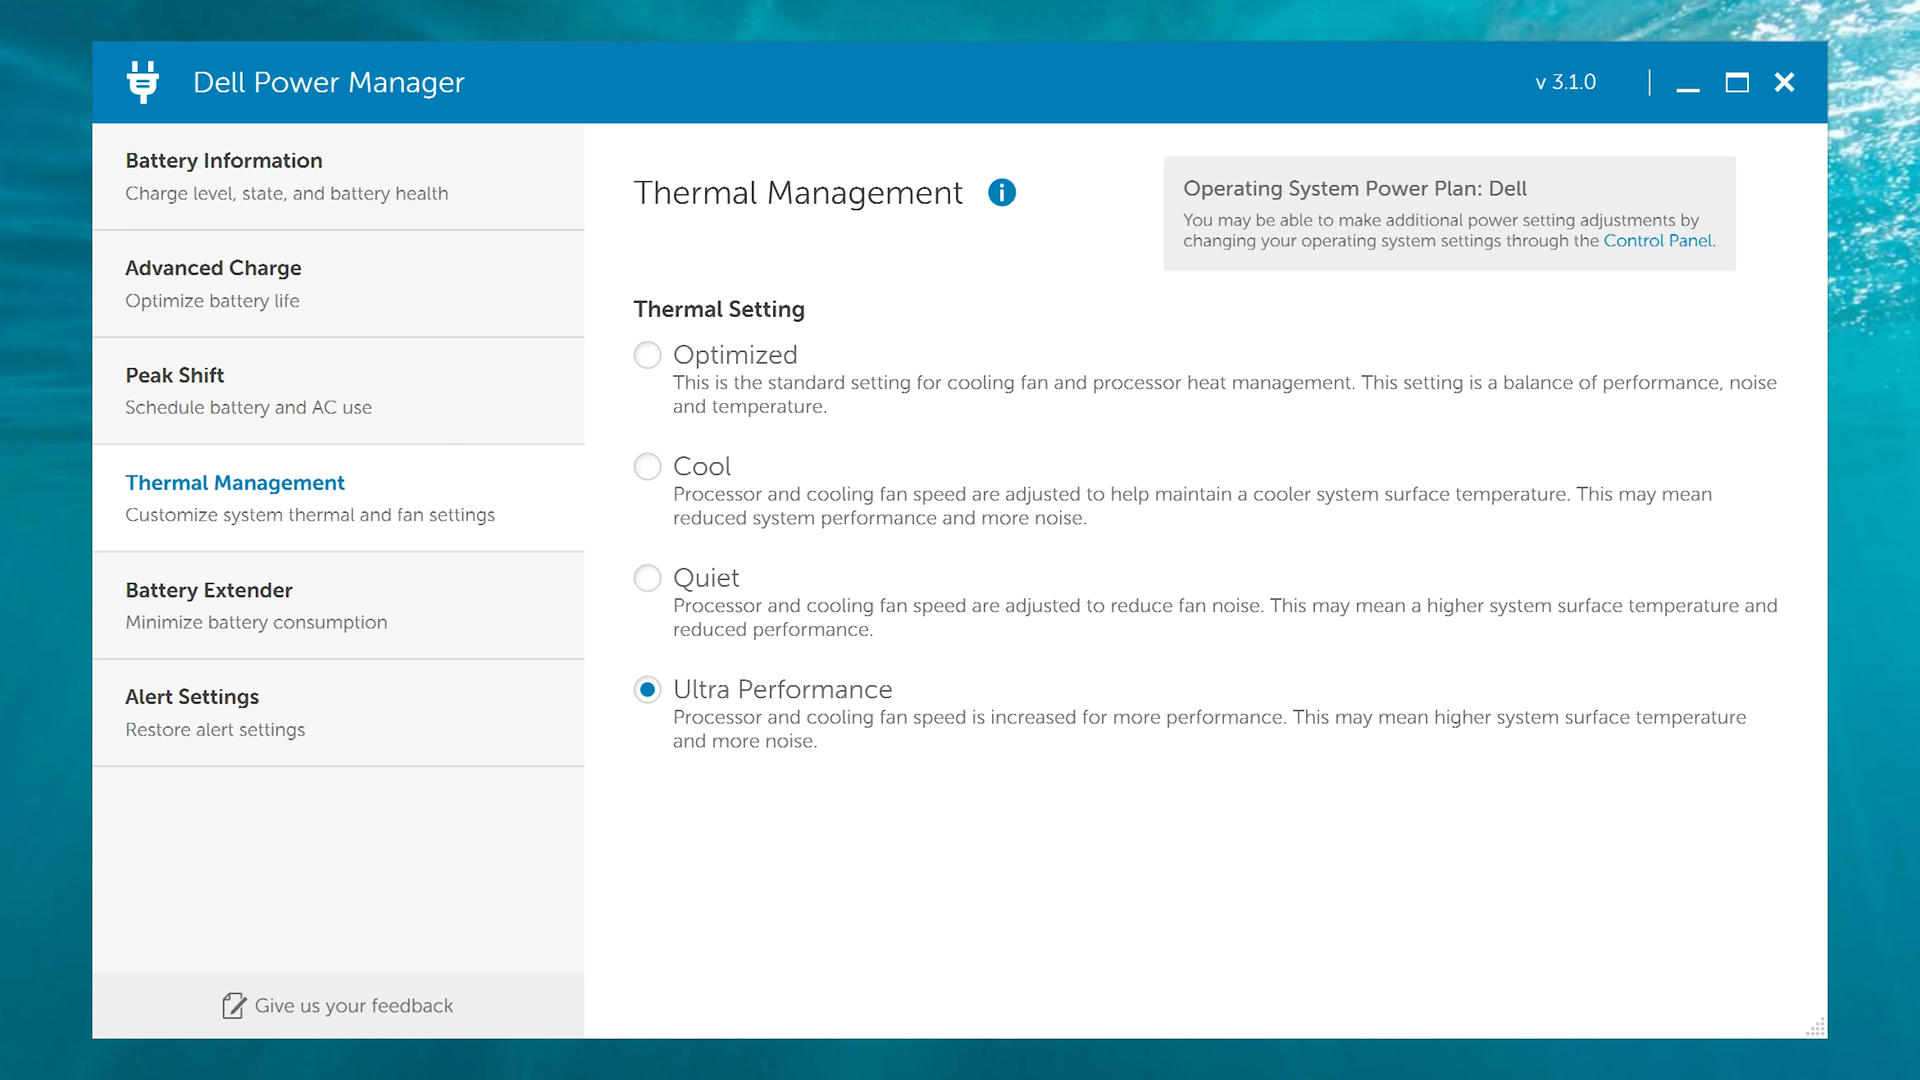 Dell Power Manager
v 3.1.0
Battery Information
Charge level, state, and battery health
Advanced Charge
Optimize battery life
Peak Shift
Schedule battery and AC use
Thermal Management
Customize system thermal and fan settings
Battery Extender
Minimize battery consumption
Alert Settings
Restore alert settings
Give us your feedback
Thermal Management
Operating System Power Plan: Dell
You may be able to make additional power setting adjustments by
changing your operating system settings through the Control Panel.
Thermal Setting
Optimized
This is the standard setting for cooling fan and processor heat management. This setting is a balance of performance, noise
and temperature.
Cool
Processor and cooling fan speed are adjusted to help maintain a cooler system surface temperature. This may mean
reduced system performance and more noise.
Quiet
Processor and cooling fan speed are adjusted to reduce fan noise. This may mean a higher system surface temperature and
reduced performance.
Ultra Performance
Processor and cooling fan speed is increased for more performance. This may mean higher system surface temperature
and more noise.